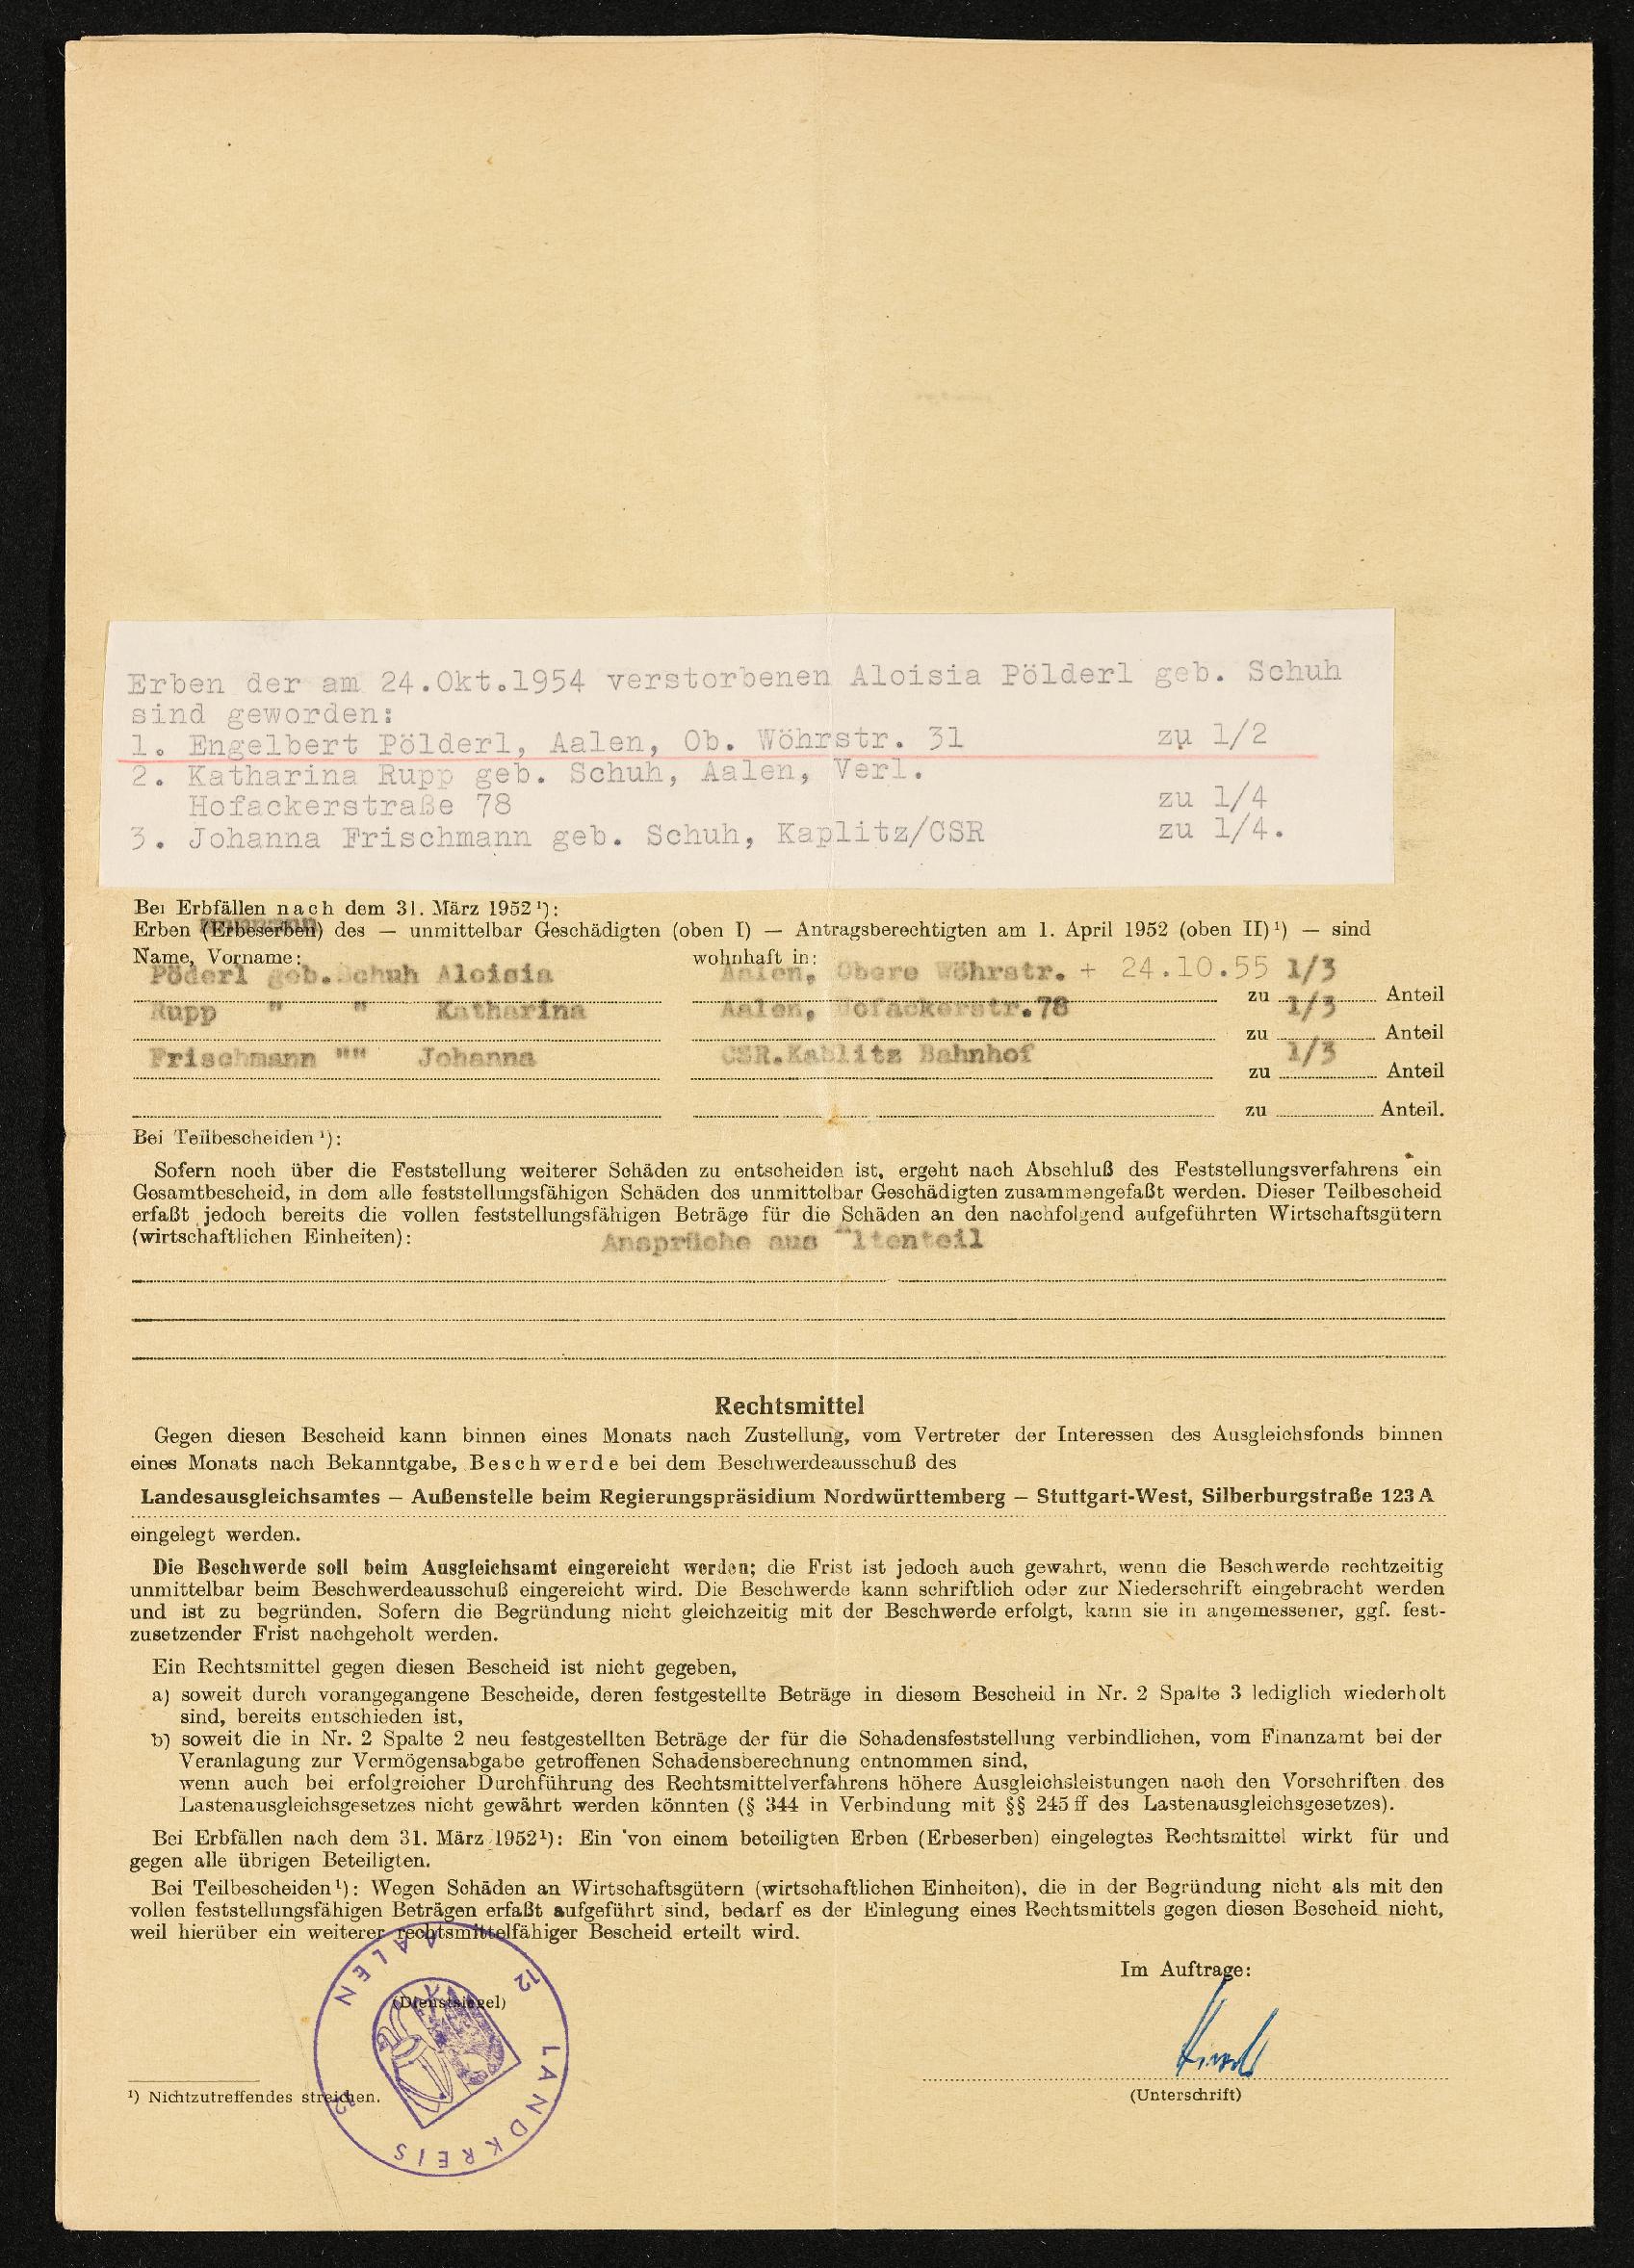 Erben der am 24.Okt.1954 verstorbenen Aloisia Pölderl geb. Schuh
sind geworden:
1. Engelbert Pölderl, Aalen, Ob. Wöhrstr. 31 zu 1/2
2. Katharina Rupp geb. Schuh, Aalen, Verl.
Hofackerstraße 78 zu 1/4
3. Johanna Frischmann geb. Schuh, Kaplitz/CSR zu 1/4.
Bei Erbfällen nach dem 31. März 1952¹):
Erben (Erbeserben) des — unmittelbar Geschädigten (oben I) — Antragsberechtigten am 1. April 1952 (oben II)¹) — sind
Name, Vorname: wohnhaft in:
Pöderl geb.Schuh Aloisia Aalen, Obere Wöhrstr. + 24.10.55 1/3
zu Anteil
Rupp " " Katharina Aalen, Hofackerstr.78 1/3
zu Anteil
Frischmann "" Johanna CSR.Kablitz Bahnhof 1/3
zu Anteil
zu Anteil.
Bei Teilbescheiden¹):
Sofern noch über die Feststellung weiterer Schäden zu entscheiden ist, ergeht nach Abschluß des Feststellungsverfahrens ein
Gesamtbescheid, in dem alle feststellungsfähigen Schäden des unmittelbar Geschädigten zusammengefaßt werden. Dieser Teilbescheid
erfaßt jedoch bereits die vollen feststellungsfähigen Beträge für die Schäden an den nachfolgend aufgeführten Wirtschaftsgütern
(wirtschaftlichen Einheiten): Ansprüche aus Altenteil
Rechtsmittel
Gegen diesen Bescheid kann binnen eines Monats nach Zustellung, vom Vertreter der Interessen des Ausgleichsfonds binnen
eines Monats nach Bekanntgabe, Beschwerde bei dem Beschwerdeausschuß des
Landesausgleichsamtes – Außenstelle beim Regierungspräsidium Nordwürttemberg – Stuttgart-West, Silberburgstraße 123 A
eingelegt werden.
Die Beschwerde soll beim Ausgleichsamt eingereicht werden; die Frist ist jedoch auch gewahrt, wenn die Beschwerde rechtzeitig
unmittelbar beim Beschwerdeausschuß eingereicht wird. Die Beschwerde kann schriftlich oder zur Niederschrift eingebracht werden
und ist zu begründen. Sofern die Begründung nicht gleichzeitig mit der Beschwerde erfolgt, kann sie in angemessener, ggf. fest-
zusetzender Frist nachgeholt werden.
Ein Rechtsmittel gegen diesen Bescheid ist nicht gegeben,
a) soweit durch vorangegangene Bescheide, deren festgestellte Beträge in diesem Bescheid in Nr. 2 Spalte 3 lediglich wiederholt
sind, bereits entschieden ist,
b) soweit die in Nr. 2 Spalte 2 neu festgestellten Beträge der für die Schadensfeststellung verbindlichen, vom Finanzamt bei der
Veranlagung zur Vermögensabgabe getroffenen Schadensberechnung entnommen sind,
wenn auch bei erfolgreicher Durchführung des Rechtsmittelverfahrens höhere Ausgleichsleistungen nach den Vorschriften des
Lastenausgleichsgesetzes nicht gewährt werden könnten (§ 344 in Verbindung mit §§ 245 ff des Lastenausgleichsgesetzes).
Bei Erbfällen nach dem 31. März 1952¹): Ein von einem beteiligten Erben (Erbeserben) eingelegtes Rechtsmittel wirkt für und
gegen alle übrigen Beteiligten.
Bei Teilbescheiden¹): Wegen Schäden an Wirtschaftsgütern (wirtschaftlichen Einheiten), die in der Begründung nicht als mit den
vollen feststellungsfähigen Beträgen erfaßt aufgeführt sind, bedarf es der Einlegung eines Rechtsmittels gegen diesen Bescheid nicht,
weil hierüber ein weiterer rechtsmittelfähiger Bescheid erteilt wird.
Im Auftrage:
(Dienstsiegel)
12 LANDKREIS 12 AALEN
(Unterschrift)
¹) Nichtzutreffendes streichen.